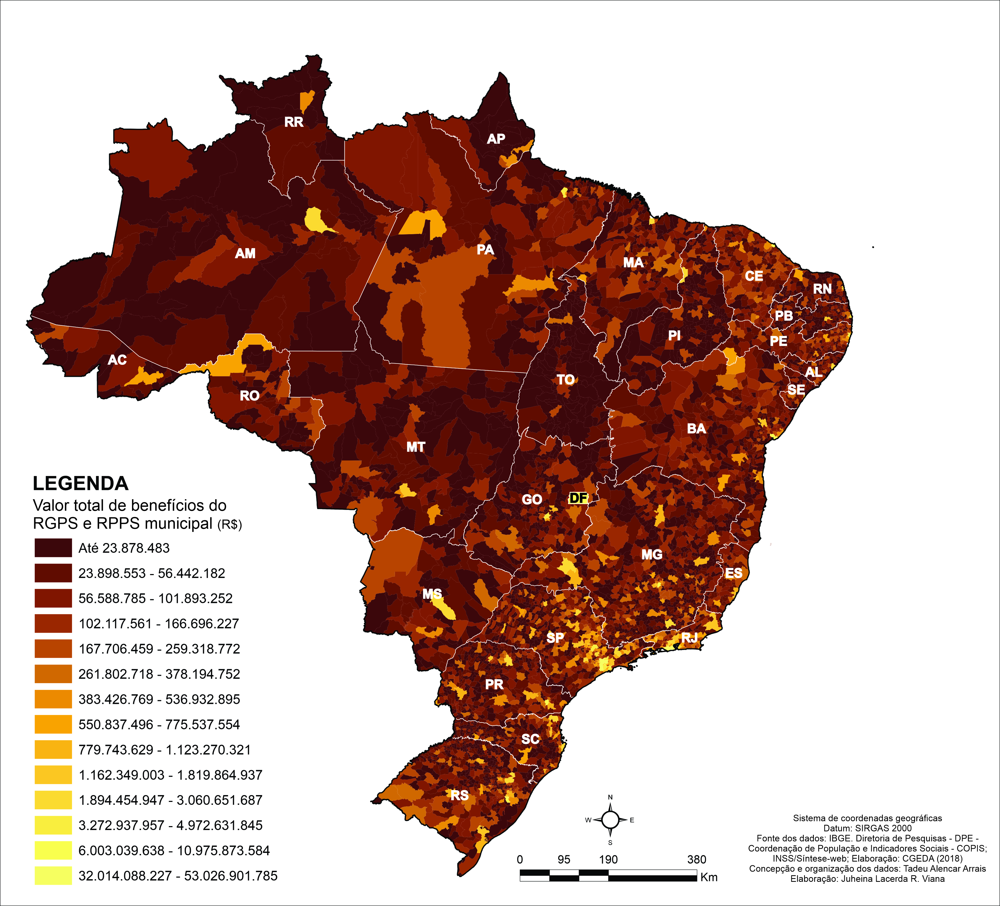 RR
AP
AM
PA
MA
CE
RN
PB
PI
PE
AC
TO
AL
SE
RO
BA
MT
GO
DF
MG
ES
MS
SP
RJ
PR
SC
RS
LEGENDA
Valor total de benefícios do
RGPS e RPPS municipal (R$)
Até 23.878.483
23.898.553 - 56.442.182
56.588.785 - 101.893.252
102.117.561 - 166.696.227
167.706.459 - 259.318.772
261.802.718 - 378.194.752
383.426.769 - 536.932.895
550.837.496 - 775.537.554
779.743.629 - 1.123.270.321
1.162.349.003 - 1.819.864.937
1.894.454.947 - 3.060.651.687
3.272.937.957 - 4.972.631.845
6.003.039.638 - 10.975.873.584
32.014.088.227 - 53.026.901.785
N
W E
S
0 95 190 380
Km
Sistema de coordenadas geográficas
Datum: SIRGAS 2000
Fonte dos dados: IBGE. Diretoria de Pesquisas - DPE -
Coordenação de População e Indicadores Sociais - COPIS;
INSS/Síntese-web; Elaboração: CGEDA (2018)
Concepção e organização dos dados: Tadeu Alencar Arrais
Elaboração: Juheina Lacerda R. Viana